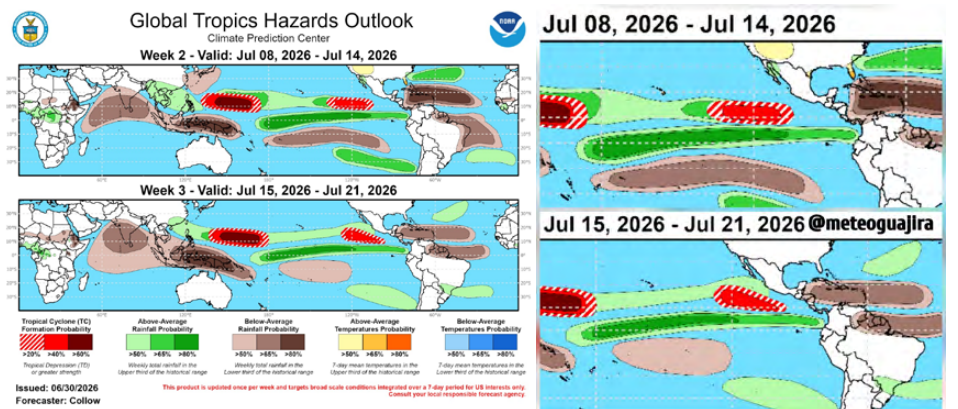 Global Tropics Hazards Outlook
Climate Prediction Center
NOAA
Week 2 - Valid: Jul 08, 2026 - Jul 14, 2026
Week 3 - Valid: Jul 15, 2026 - Jul 21, 2026
Tropical Cyclone (TC)
Formation Probability
>20% >40% >60%
Tropical Depression (TD)
or greater strength
Above-Average
Rainfall Probability
>50% >65% >80%
Weekly total rainfall in the
Upper third of the historical range
Below-Average
Rainfall Probability
>50% >65% >80%
Weekly total rainfall in the
Lower third of the historical range
Above-Average
Temperatures Probability
>50% >65% >80%
7-day mean temperatures in the
Upper third of the historical range
Below-Average
Temperatures Probability
>50% >65% >80%
7-day mean temperatures in the
Lower third of the historical range
Issued: 06/30/2026
Forecaster: Collow
This product is updated once per week and targets broad scale conditions integrated over a 7-day period for US interests only.
Consult your local responsible forecast agency.
Jul 08, 2026 - Jul 14, 2026
Jul 15, 2026 - Jul 21, 2026 @meteoguajira